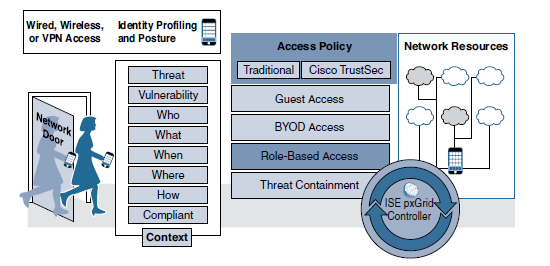 Wired, Wireless,
or VPN Access
Identity Profiling
and Posture
Network
Door
Threat
Vulnerability
Who
What
When
Where
How
Compliant
Context
Access Policy
Traditional
Cisco TrustSec
Guest Access
BYOD Access
Role-Based Access
Threat Containment
Network Resources
ISE pxGrid
Controller